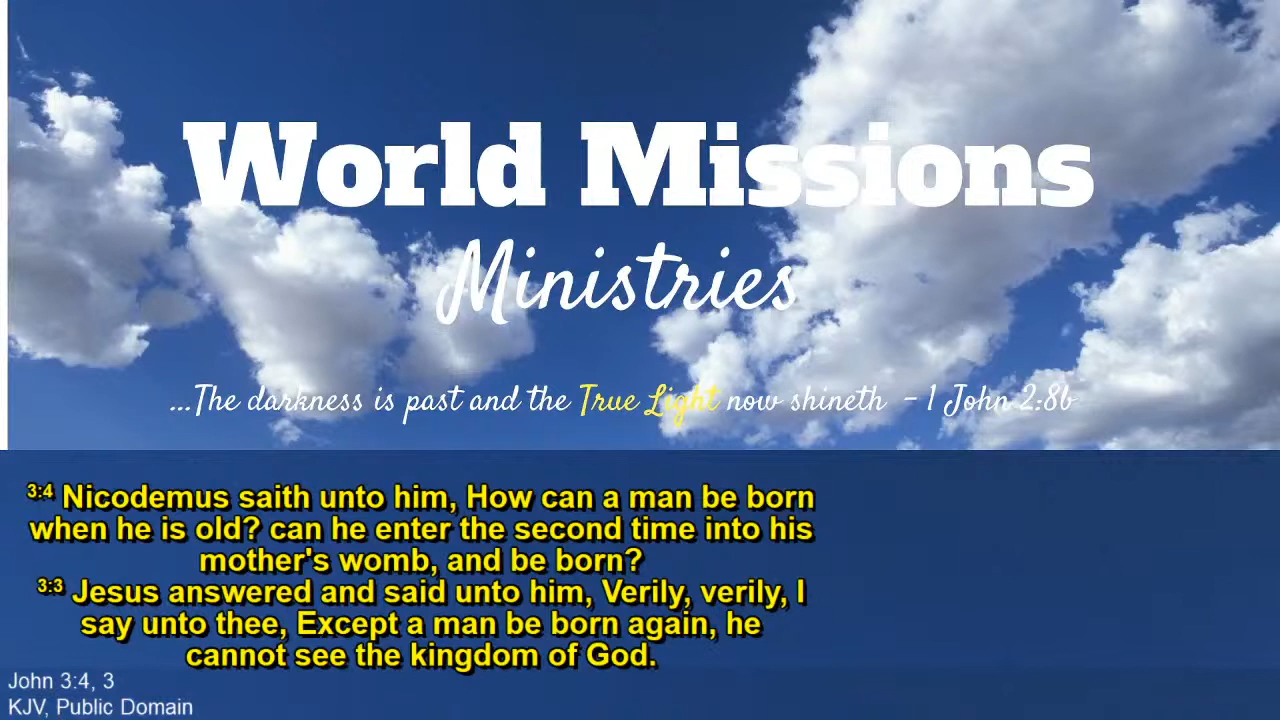 World Missions
Ministries
...The darkness is past and the True Light now shineth - 1 John 2:8b
3:4 Nicodemus saith unto him, How can a man be born
when he is old? can he enter the second time into his
mother's womb, and be born?
3:3 Jesus answered and said unto him, Verily, verily, I
say unto thee, Except a man be born again, he
cannot see the kingdom of God.
John 3:4, 3
KJV, Public Domain